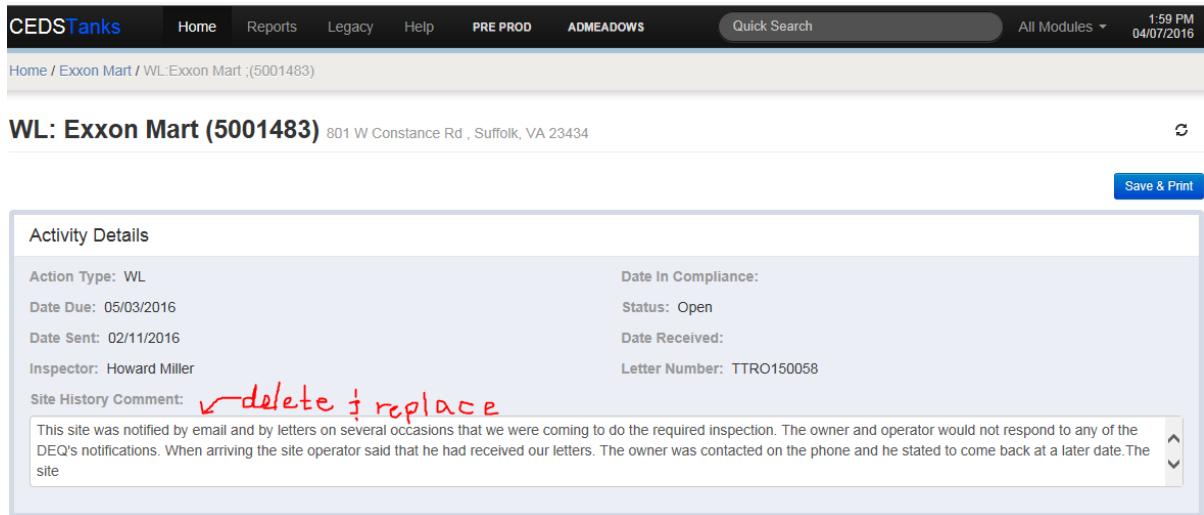 CEDSTanks Home Reports Legacy Help PRE PROD ADMEADOWS Quick Search All Modules 1:59 PM
04/07/2016
Home / Exxon Mart / WL:Exxon Mart ;(5001483)
WL: Exxon Mart (5001483) 801 W Constance Rd , Suffolk, VA 23434
Save & Print
Activity Details
Action Type: WL Date In Compliance:
Date Due: 05/03/2016 Status: Open
Date Sent: 02/11/2016 Date Received:
Inspector: Howard Miller Letter Number: TTRO150058
Site History Comment: delete & replace
This site was notified by email and by letters on several occasions that we were coming to do the required inspection. The owner and operator would not respond to any of the
DEQ's notifications. When arriving the site operator said that he had received our letters. The owner was contacted on the phone and he stated to come back at a later date.The
site